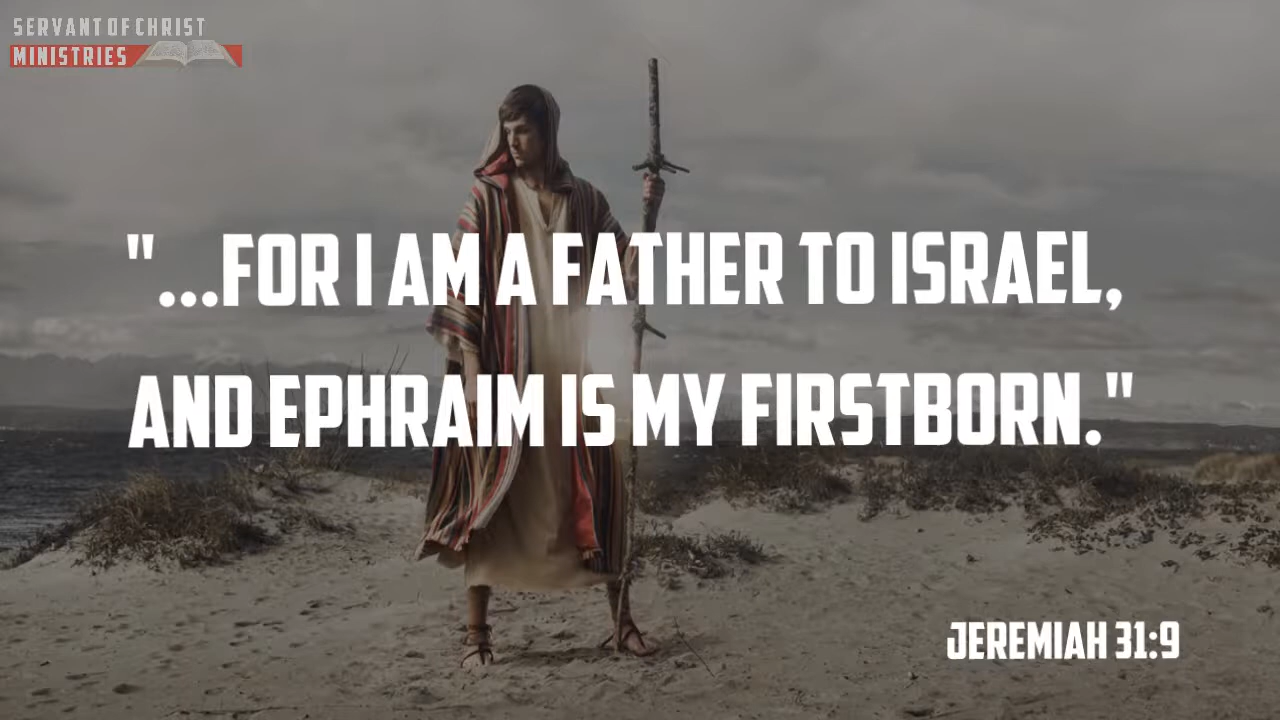 SERVANT OF CHRIST
MINISTRIES
"...FOR I AM A FATHER TO ISRAEL,
AND EPHRAIM IS MY FIRSTBORN."
JEREMIAH 31:9